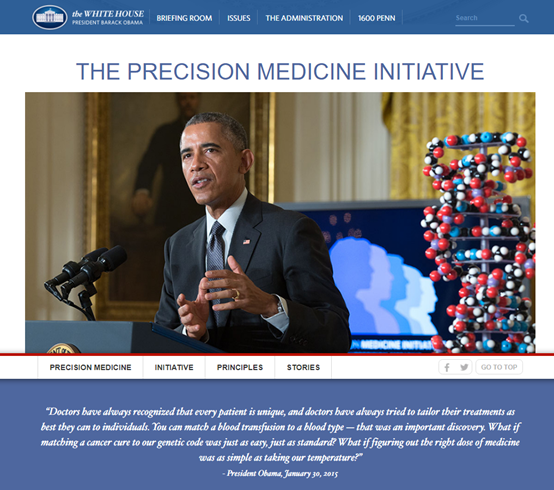 the WHITE HOUSE
PRESIDENT BARACK OBAMA
BRIEFING ROOM
ISSUES
THE ADMINISTRATION
1600 PENN
Search
THE PRECISION MEDICINE INITIATIVE
MEDICINE INITIATIVE
PRECISION MEDICINE
INITIATIVE
PRINCIPLES
STORIES
GO TO TOP
“Doctors have always recognized that every patient is unique, and doctors have always tried to tailor their treatments as
best they can to individuals. You can match a blood transfusion to a blood type — that was an important discovery. What if
matching a cancer cure to our genetic code was just as easy, just as standard? What if figuring out the right dose of medicine
was as simple as taking our temperature?”
- President Obama, January 30, 2015